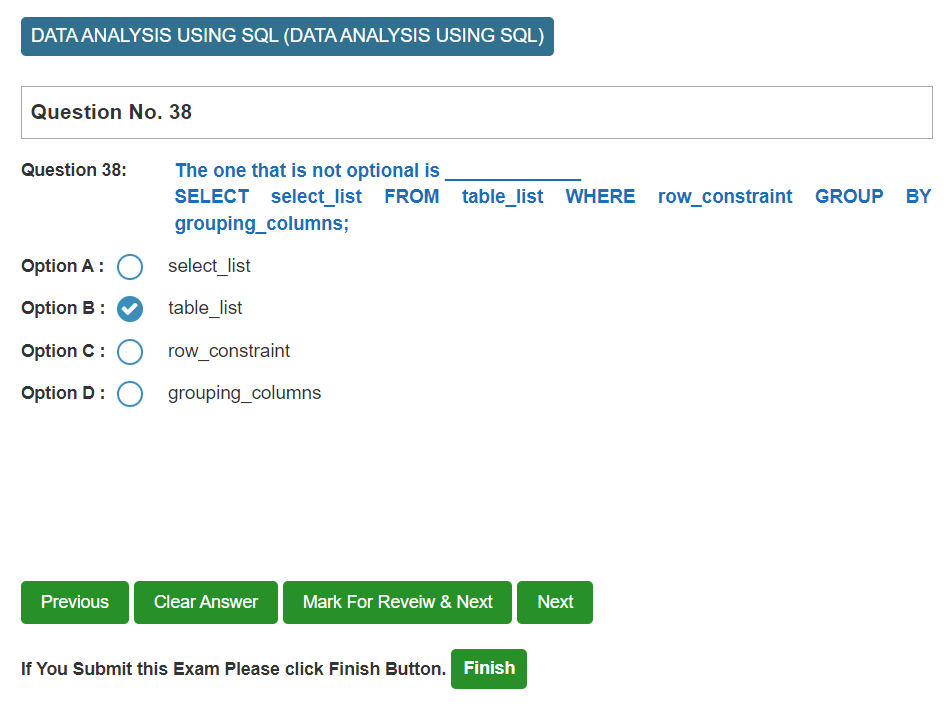 DATA ANALYSIS USING SQL (DATA ANALYSIS USING SQL)
Question No. 38
Question 38: The one that is not optional is _____________
SELECT select_list FROM table_list WHERE row_constraint GROUP BY
grouping_columns;
Option A : select_list
Option B : table_list
Option C : row_constraint
Option D : grouping_columns
Previous Clear Answer Mark For Reveiw & Next Next
If You Submit this Exam Please click Finish Button. Finish